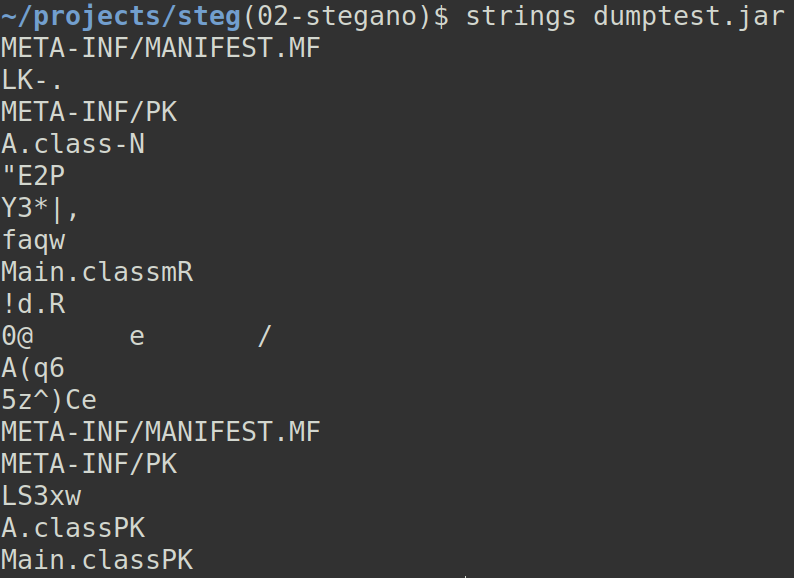 ~/projects/steg(02-stegano)$ strings dumptest.jar
META-INF/MANIFEST.MF
LK-.
META-INF/PK
A.class-N
"E2P
Y3*|,
faqw
Main.classmR
!d.R
0@      e       /
A(q6
5z^)Ce
META-INF/MANIFEST.MF
META-INF/PK
LS3xw
A.classPK
Main.classPK